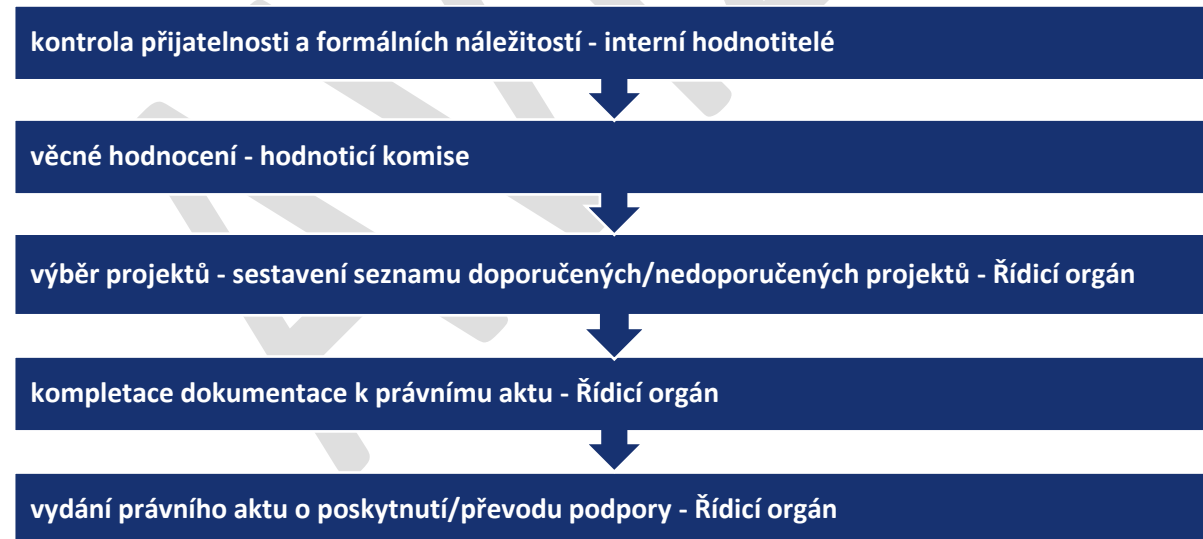 kontrola přijatelnosti a formálních náležitostí - interní hodnotitelé
věcné hodnocení - hodnoticí komise
výběr projektů - sestavení seznamu doporučených/nedoporučených projektů - Řídicí orgán
kompletace dokumentace k právnímu aktu - Řídicí orgán
vydání právního aktu o poskytnutí/převodu podpory - Řídicí orgán